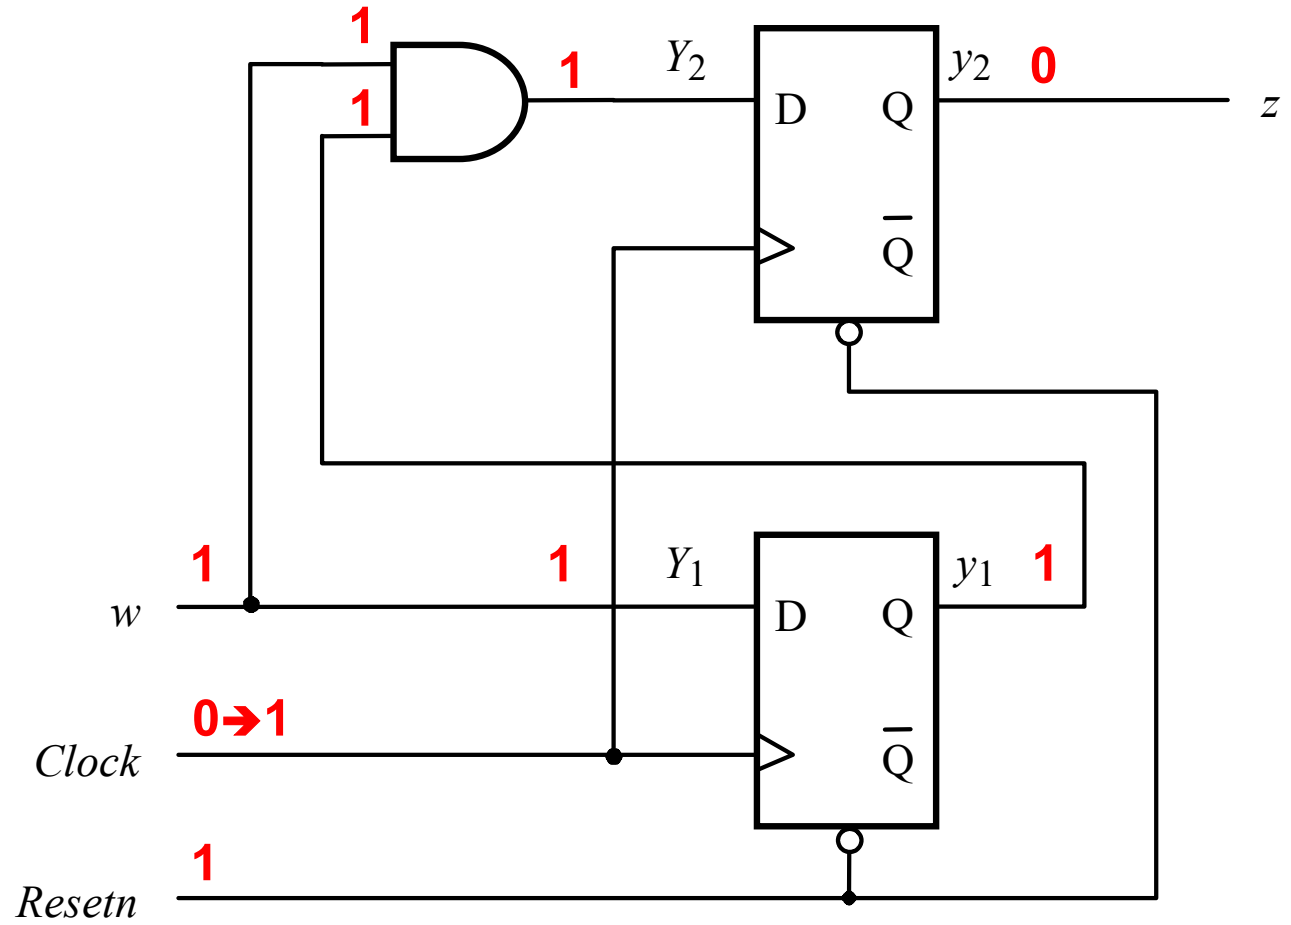 1
1 Y2 y2 0
1 D Q z
Q̅
1 1 Y1 y1 1
w D Q
0➔1
Clock Q̅
1
Resetn